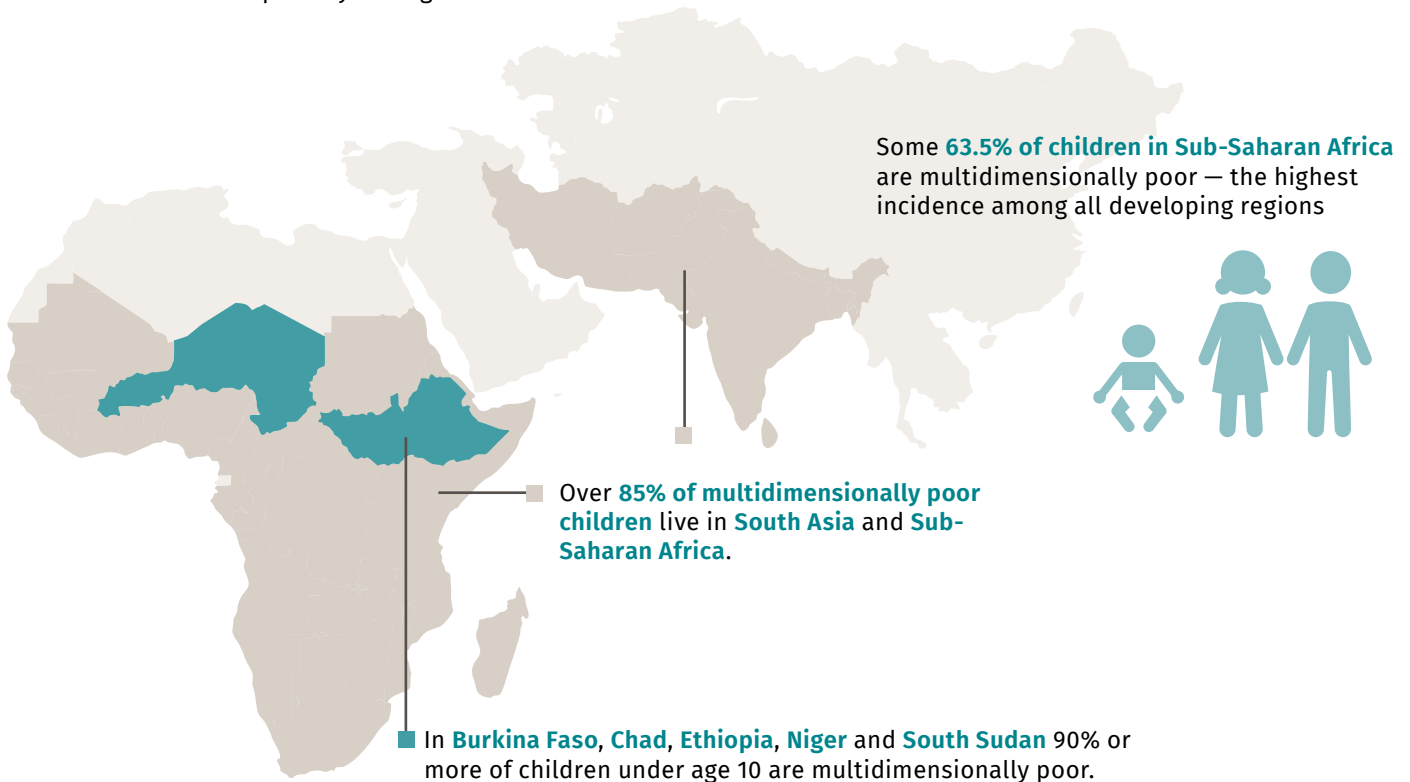 Some 63.5% of children in Sub-Saharan Africa
are multidimensionally poor — the highest
incidence among all developing regions
Over 85% of multidimensionally poor
children live in South Asia and Sub-
Saharan Africa.
In Burkina Faso, Chad, Ethiopia, Niger and South Sudan 90% or
more of children under age 10 are multidimensionally poor.